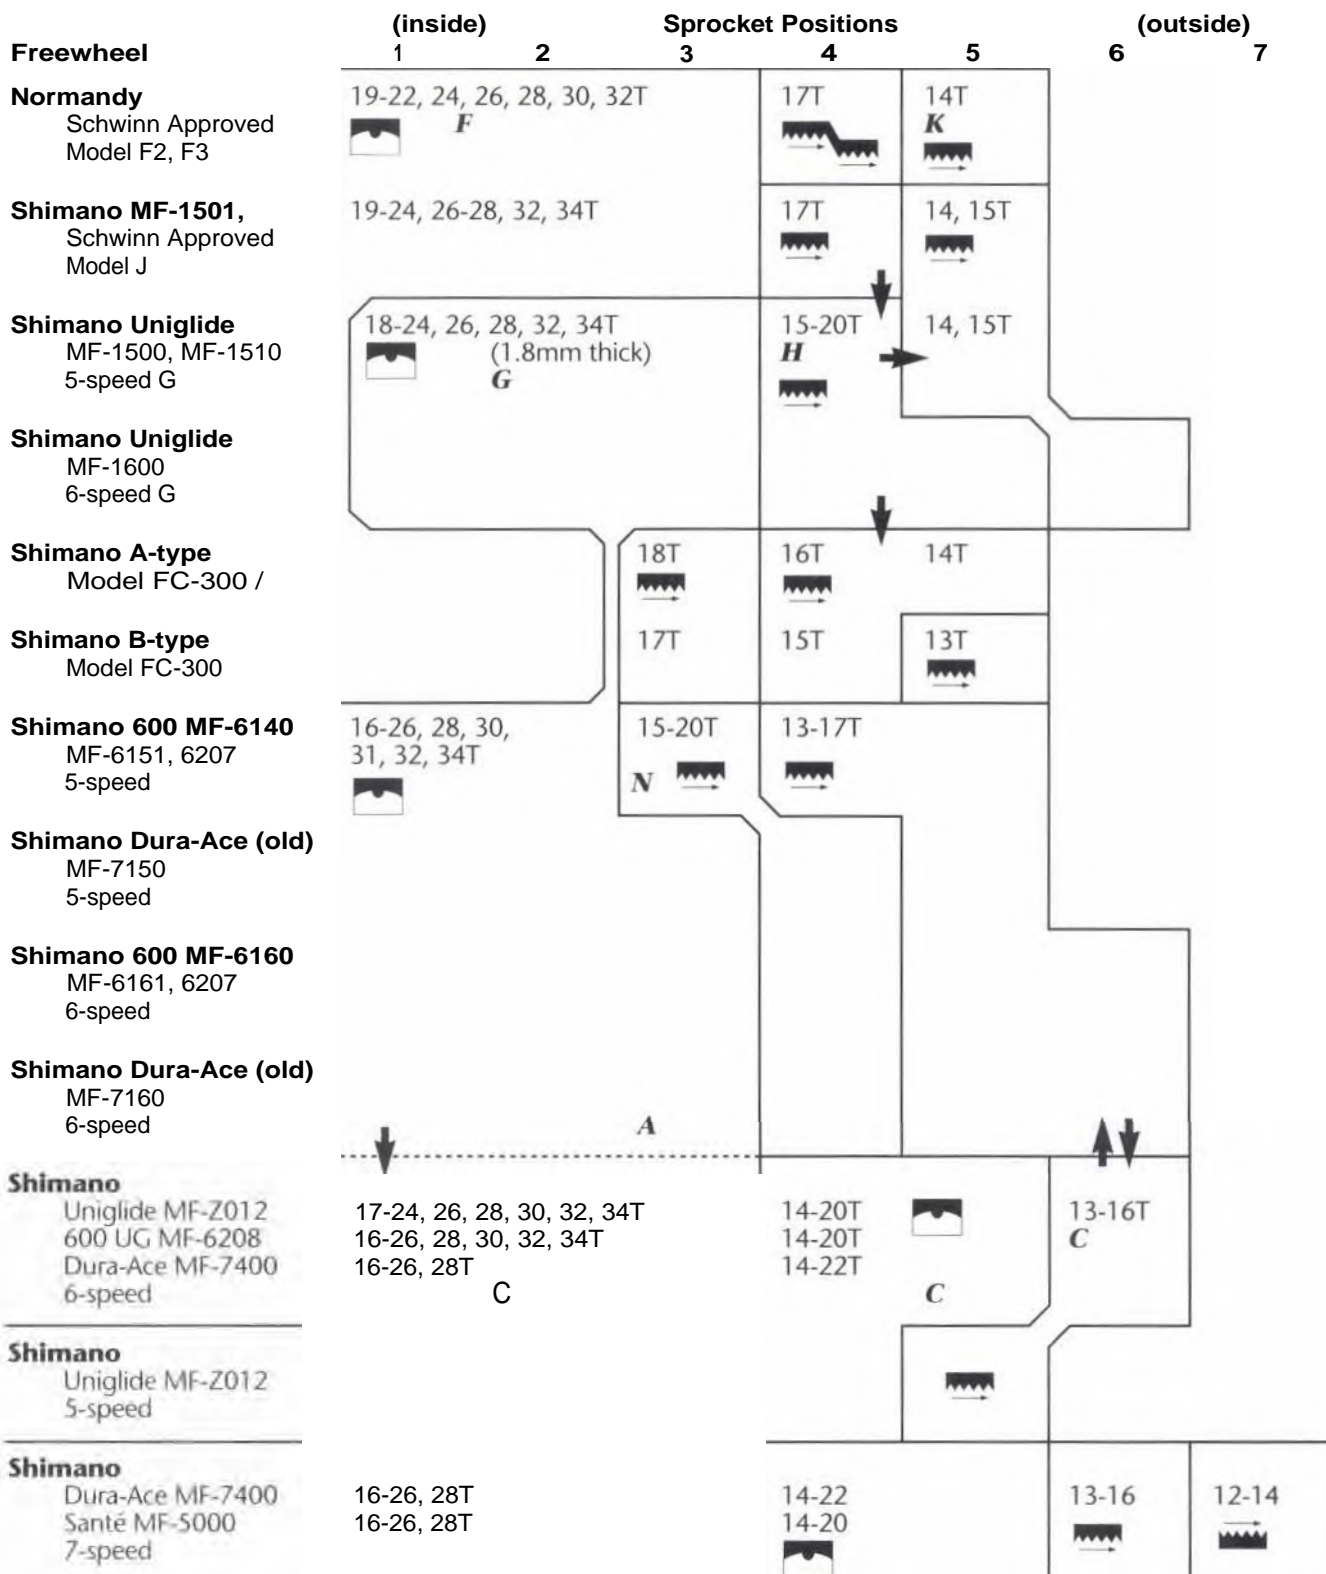 (inside) Sprocket Positions (outside)
Freewheel 1 2 3 4 5 6 7
Normandy 19-22, 24, 26, 28, 30, 32T 17T 14T
Schwinn Approved F K
Model F2, F3
Shimano MF-1501, 19-24, 26-28, 32, 34T 17T 14, 15T
Schwinn Approved
Model J
Shimano Uniglide 18-24, 26, 28, 32, 34T 15-20T 14, 15T
MF-1500, MF-1510 (1.8mm thick) H
5-speed G G
Shimano Uniglide
MF-1600
6-speed G
Shimano A-type 18T 16T 14T
Model FC-300 /
Shimano B-type 17T 15T 13T
Model FC-300
Shimano 600 MF-6140 16-26, 28, 30, 15-20T 13-17T
MF-6151, 6207 31, 32, 34T
5-speed N
Shimano Dura-Ace (old)
MF-7150
5-speed
Shimano 600 MF-6160
MF-6161, 6207
6-speed
Shimano Dura-Ace (old)
MF-7160
6-speed A
Shimano
Uniglide MF-Z012 17-24, 26, 28, 30, 32, 34T 14-20T 13-16T
600 UG MF-6208 16-26, 28, 30, 32, 34T 14-20T C
Dura-Ace MF-7400 16-26, 28T 14-22T
6-speed C C
Shimano
Uniglide MF-Z012
5-speed
Shimano
Dura-Ace MF-7400 16-26, 28T 14-22 13-16 12-14
Santé MF-5000 16-26, 28T 14-20
7-speed